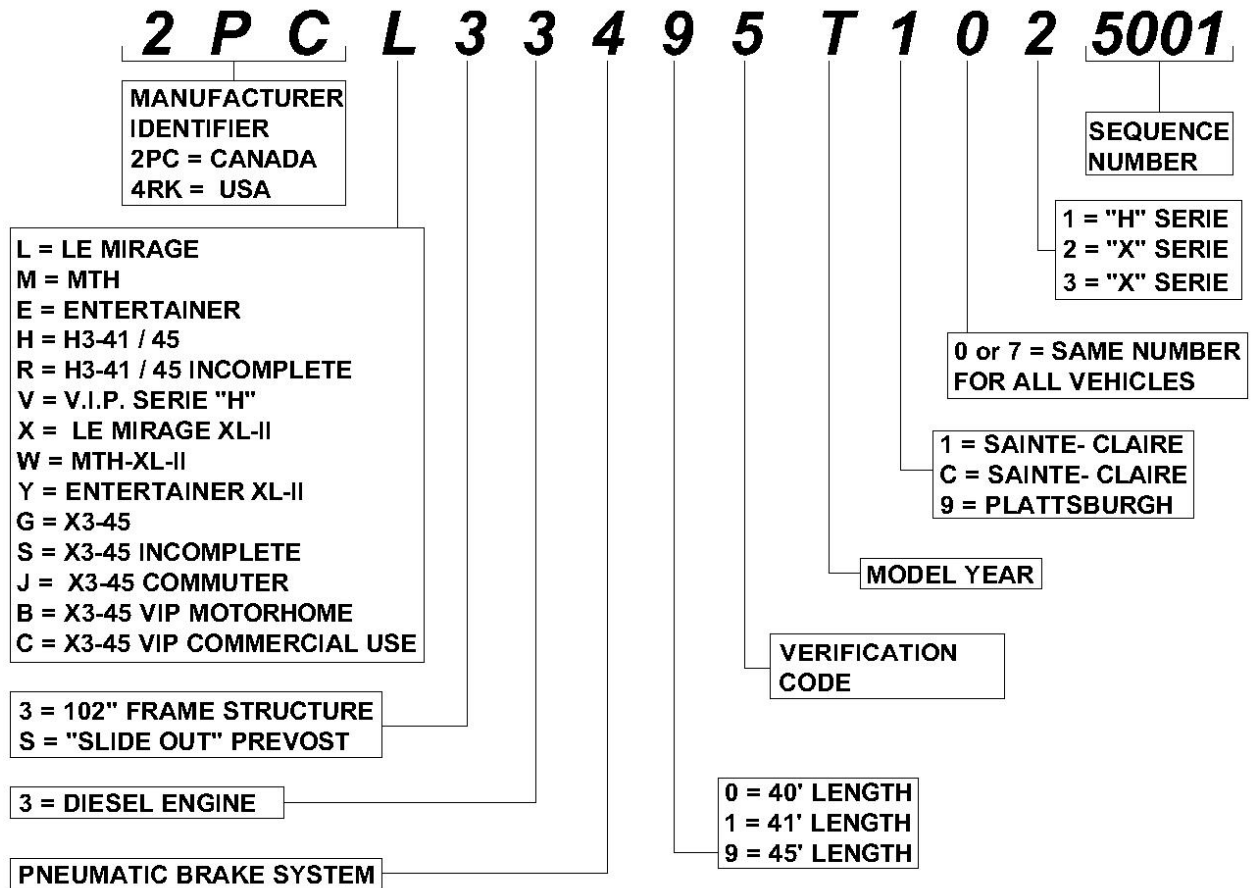 2 P C L 3 3 4 9 5 T 1 0 2 5001
MANUFACTURER
IDENTIFIER
2PC = CANADA
4RK = USA
SEQUENCE
NUMBER
1 = "H" SERIE
2 = "X" SERIE
3 = "X" SERIE
L = LE MIRAGE
M = MTH
E = ENTERTAINER
H = H3-41 / 45
R = H3-41 / 45 INCOMPLETE
V = V.I.P. SERIE "H"
X = LE MIRAGE XL-II
W = MTH-XL-II
Y = ENTERTAINER XL-II
G = X3-45
S = X3-45 INCOMPLETE
J = X3-45 COMMUTER
B = X3-45 VIP MOTORHOME
C = X3-45 VIP COMMERCIAL USE
0 or 7 = SAME NUMBER
FOR ALL VEHICLES
1 = SAINTE- CLAIRE
C = SAINTE- CLAIRE
9 = PLATTSBURGH
MODEL YEAR
VERIFICATION
CODE
3 = 102" FRAME STRUCTURE
S = "SLIDE OUT" PREVOST
3 = DIESEL ENGINE
0 = 40' LENGTH
1 = 41' LENGTH
9 = 45' LENGTH
PNEUMATIC BRAKE SYSTEM